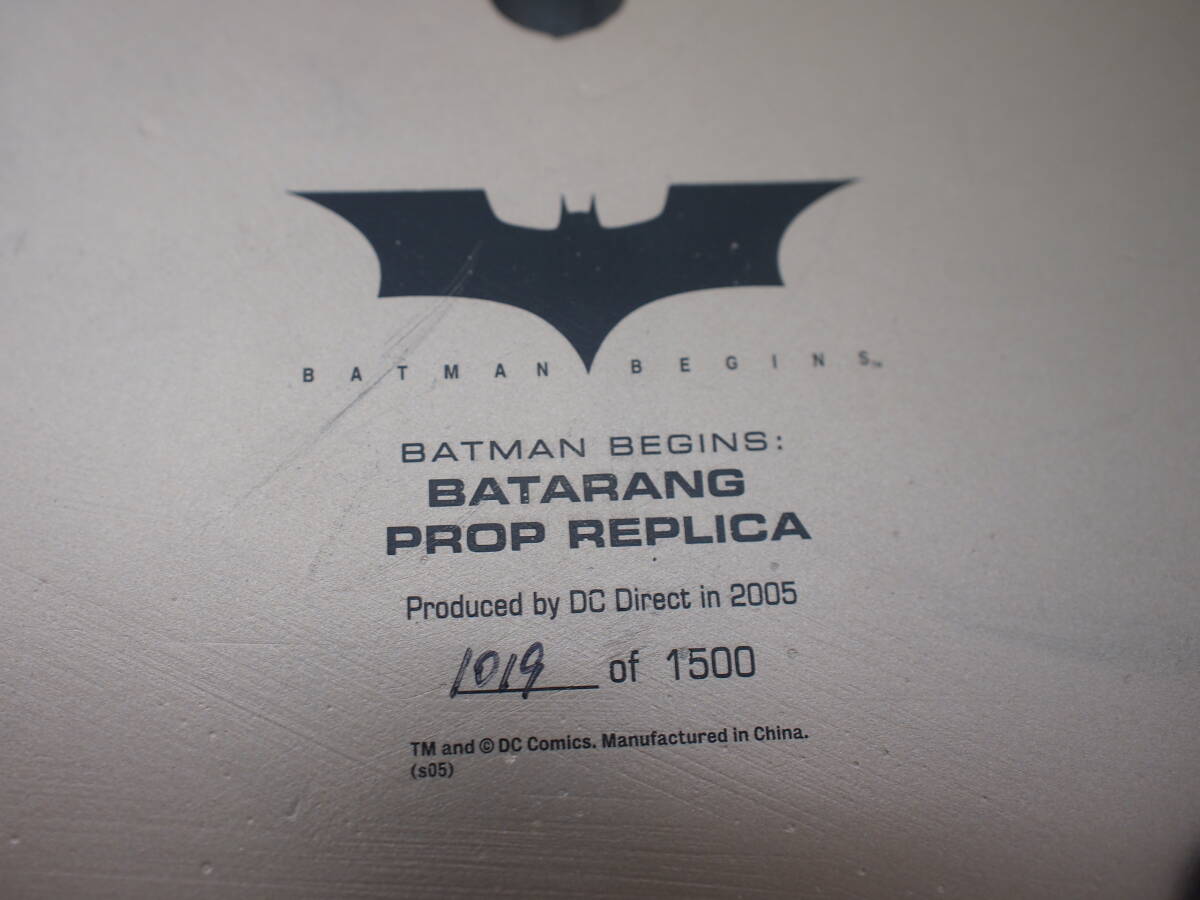 BATMAN BEGINS™
BATMAN BEGINS:
BATARANG
PROP REPLICA
Produced by DC Direct in 2005
1019 of 1500
TM and © DC Comics. Manufactured in China.
(s05)